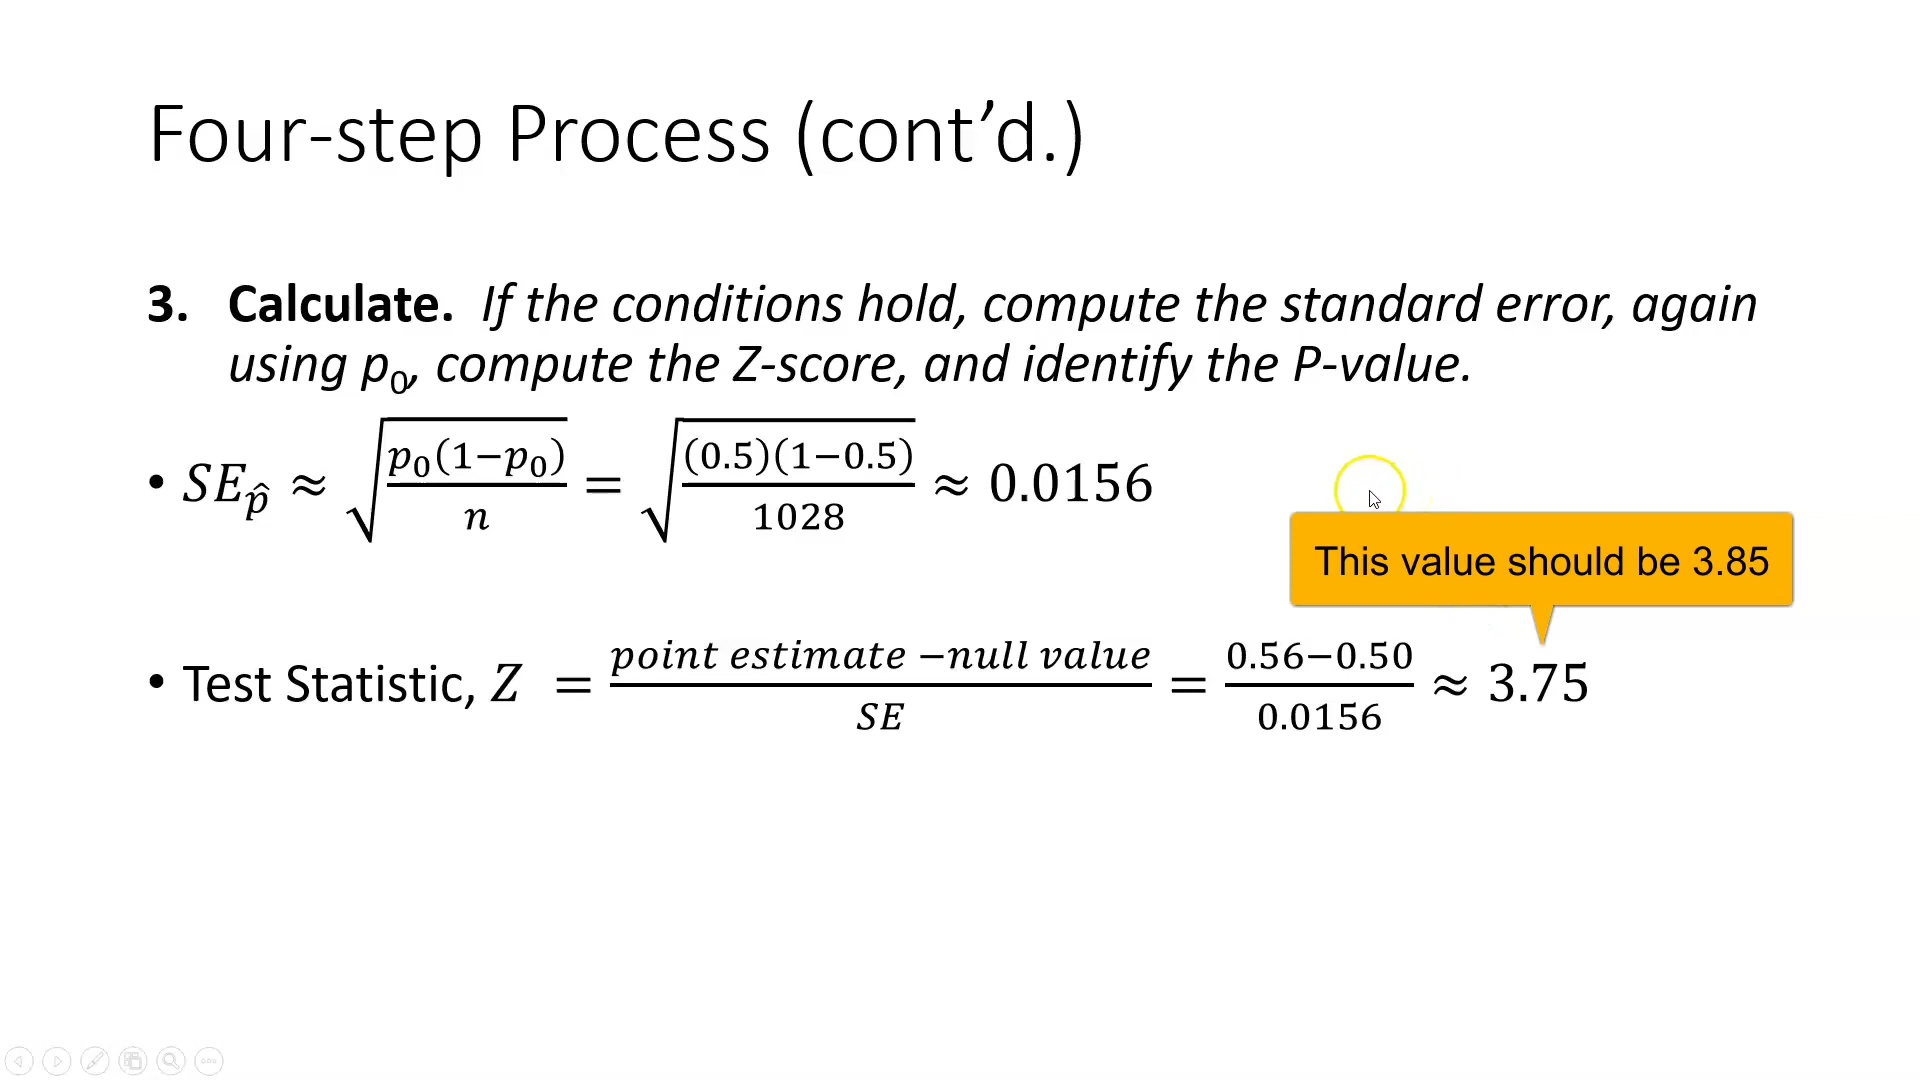 Four-step Process (cont’d.)
3. Calculate. If the conditions hold, compute the standard error, again
using p₀, compute the Z-score, and identify the P-value.
• SE_p̂ ≈ √(p₀(1−p₀)/n) = √((0.5)(1−0.5)/1028) ≈ 0.0156
This value should be 3.85
• Test Statistic, Z = (point estimate −null value)/SE = (0.56−0.50)/0.0156 ≈ 3.75